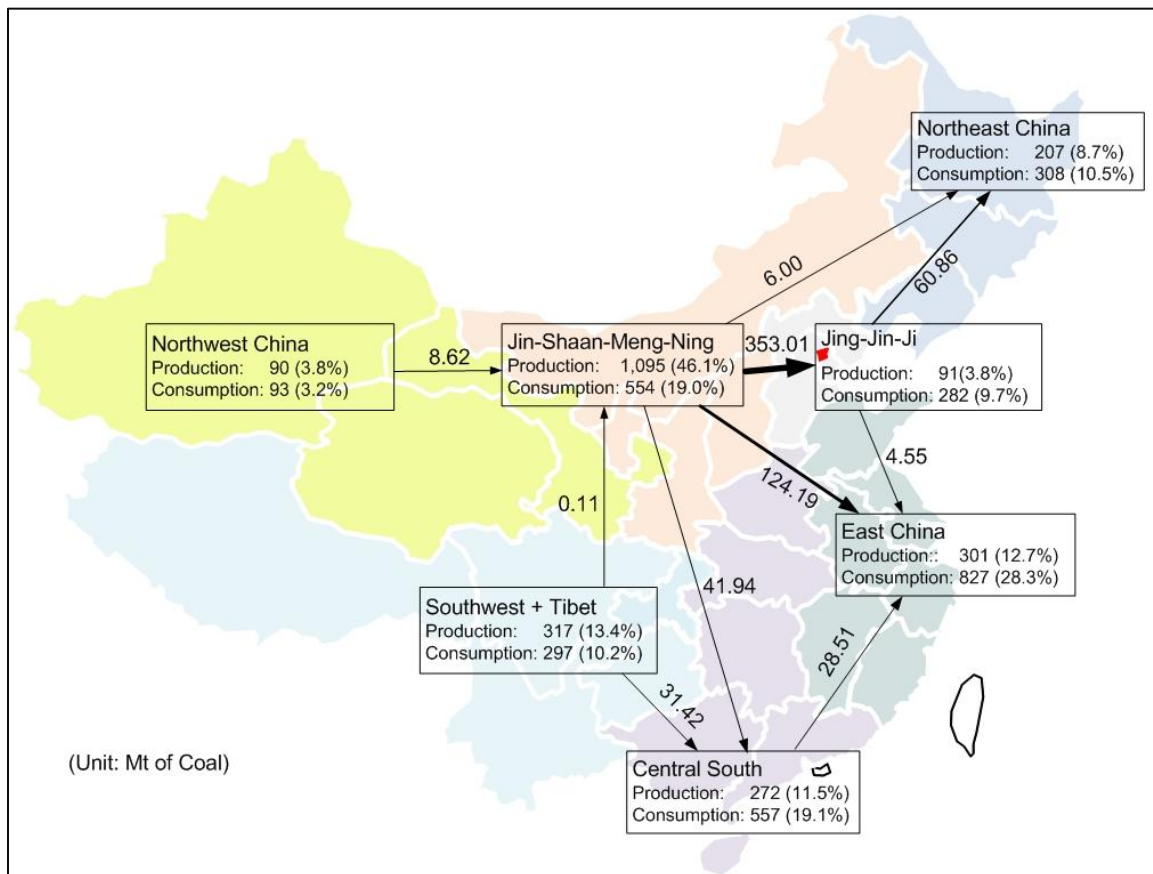 Northeast China
Production: 207 (8.7%)
Consumption: 308 (10.5%)
6.00
60.86
Northwest China
Production: 90 (3.8%)
Consumption: 93 (3.2%)
8.62
Jin-Shaan-Meng-Ning
Production: 1,095 (46.1%)
Consumption: 554 (19.0%)
353.01
Jing-Jin-Ji
Production: 91(3.8%)
Consumption: 282 (9.7%)
4.55
124.19
0.11
East China
Production:: 301 (12.7%)
Consumption: 827 (28.3%)
41.94
Southwest + Tibet
Production: 317 (13.4%)
Consumption: 297 (10.2%)
28.51
31.42
(Unit: Mt of Coal)
Central South
Production: 272 (11.5%)
Consumption: 557 (19.1%)